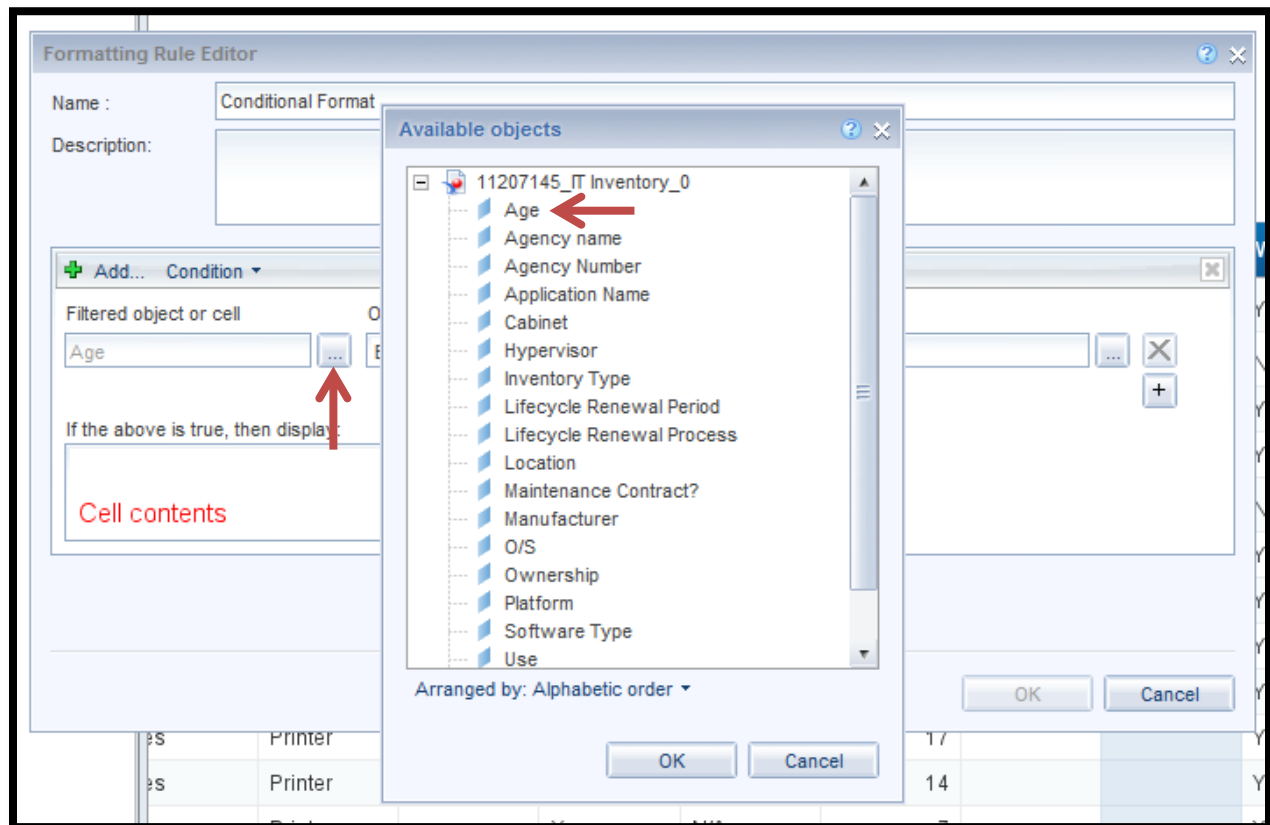 Formatting Rule Editor
Name :
Conditional Format
Description:
Available objects
11207145_IT Inventory_0
Age
Agency name
Agency Number
Application Name
Cabinet
Hypervisor
Inventory Type
Lifecycle Renewal Period
Lifecycle Renewal Process
Location
Maintenance Contract?
Manufacturer
O/S
Ownership
Platform
Software Type
Use
Arranged by: Alphabetic order
OK Cancel
Add... Condition
Filtered object or cell
Age ...
...
+
If the above is true, then display:
Cell contents
OK Cancel
Printer 17
Printer 14